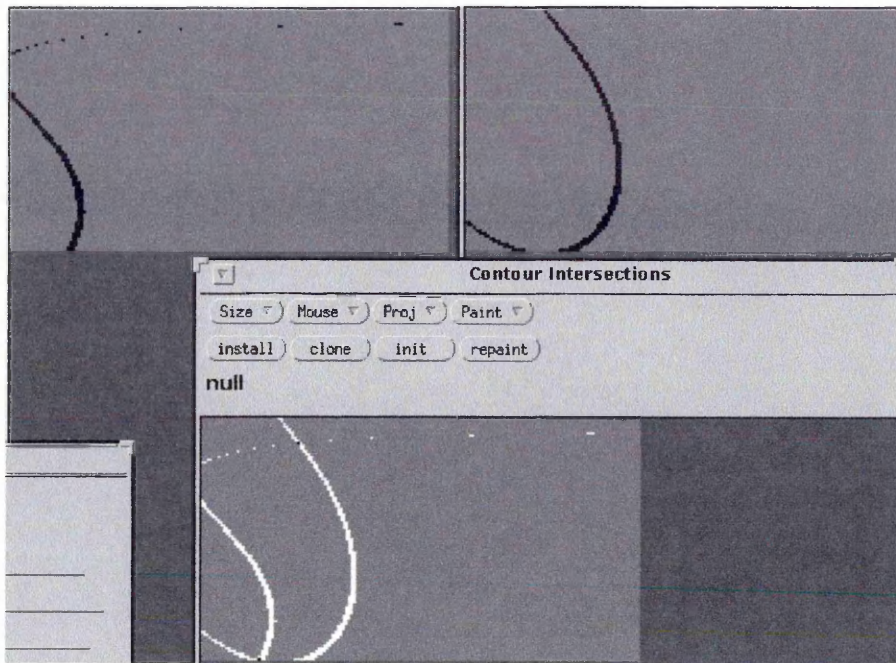 Contour Intersections
Size Mouse Proj Paint
install clone init repaint
null